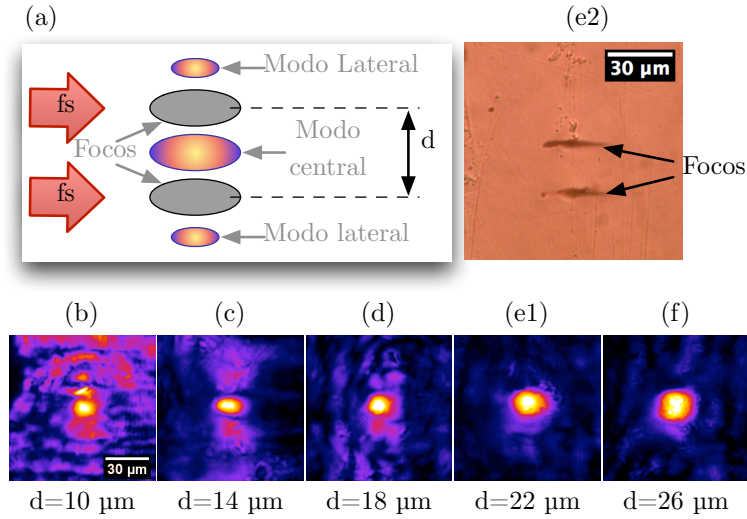 (a)
(e2)
Modo Lateral
fs
Focos
Modo
central
d
fs
Modo lateral
30 µm
Focos
(b)
(c)
(d)
(e1)
(f)
30 µm
d=10 µm
d=14 µm
d=18 µm
d=22 µm
d=26 µm